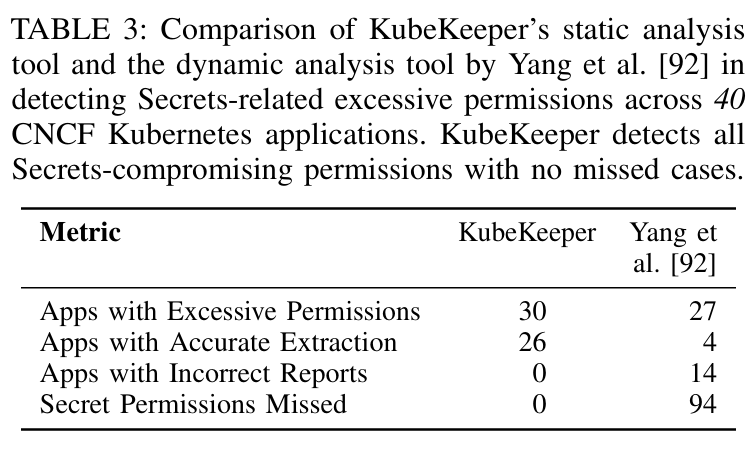 TABLE 3: Comparison of KubeKeeper's static analysis
tool and the dynamic analysis tool by Yang et al. [92] in
detecting Secrets-related excessive permissions across 40
CNCF Kubernetes applications. KubeKeeper detects all
Secrets-compromising permissions with no missed cases.
Metric KubeKeeper Yang et
al. [92]
Apps with Excessive Permissions 30 27
Apps with Accurate Extraction 26 4
Apps with Incorrect Reports 0 14
Secret Permissions Missed 0 94